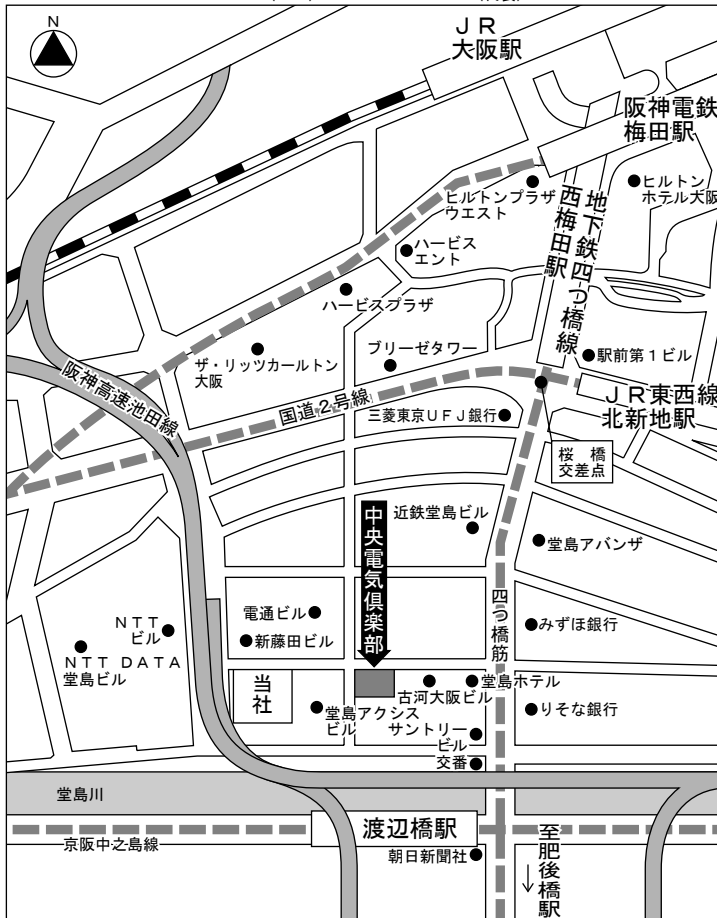 N
ＪＲ
大阪駅
阪神電鉄
梅田駅
ヒルトンプラザ
ウエスト
ヒルトン
ホテル大阪
地下鉄四つ橋線
西梅田駅
ハービス
エント
ハービスプラザ
ザ・リッツカールトン
大阪
ブリーゼタワー
駅前第１ビル
阪神高速池田線
国道２号線
三菱東京ＵＦＪ銀行
ＪＲ東西線
北新地駅
桜　橋
交差点
近鉄堂島ビル
中央電気倶楽部
堂島アバンザ
四つ橋筋
電通ビル
新藤田ビル
みずほ銀行
ＮＴＴ
ビル
ＮＴＴ ＤＡＴＡ
堂島ビル
当社
堂島アクシス
ビル
古河大阪ビル
堂島ホテル
サントリー
ビル
りそな銀行
交番
堂島川
渡辺橋駅
京阪中之島線
朝日新聞社
至肥後橋駅
↓